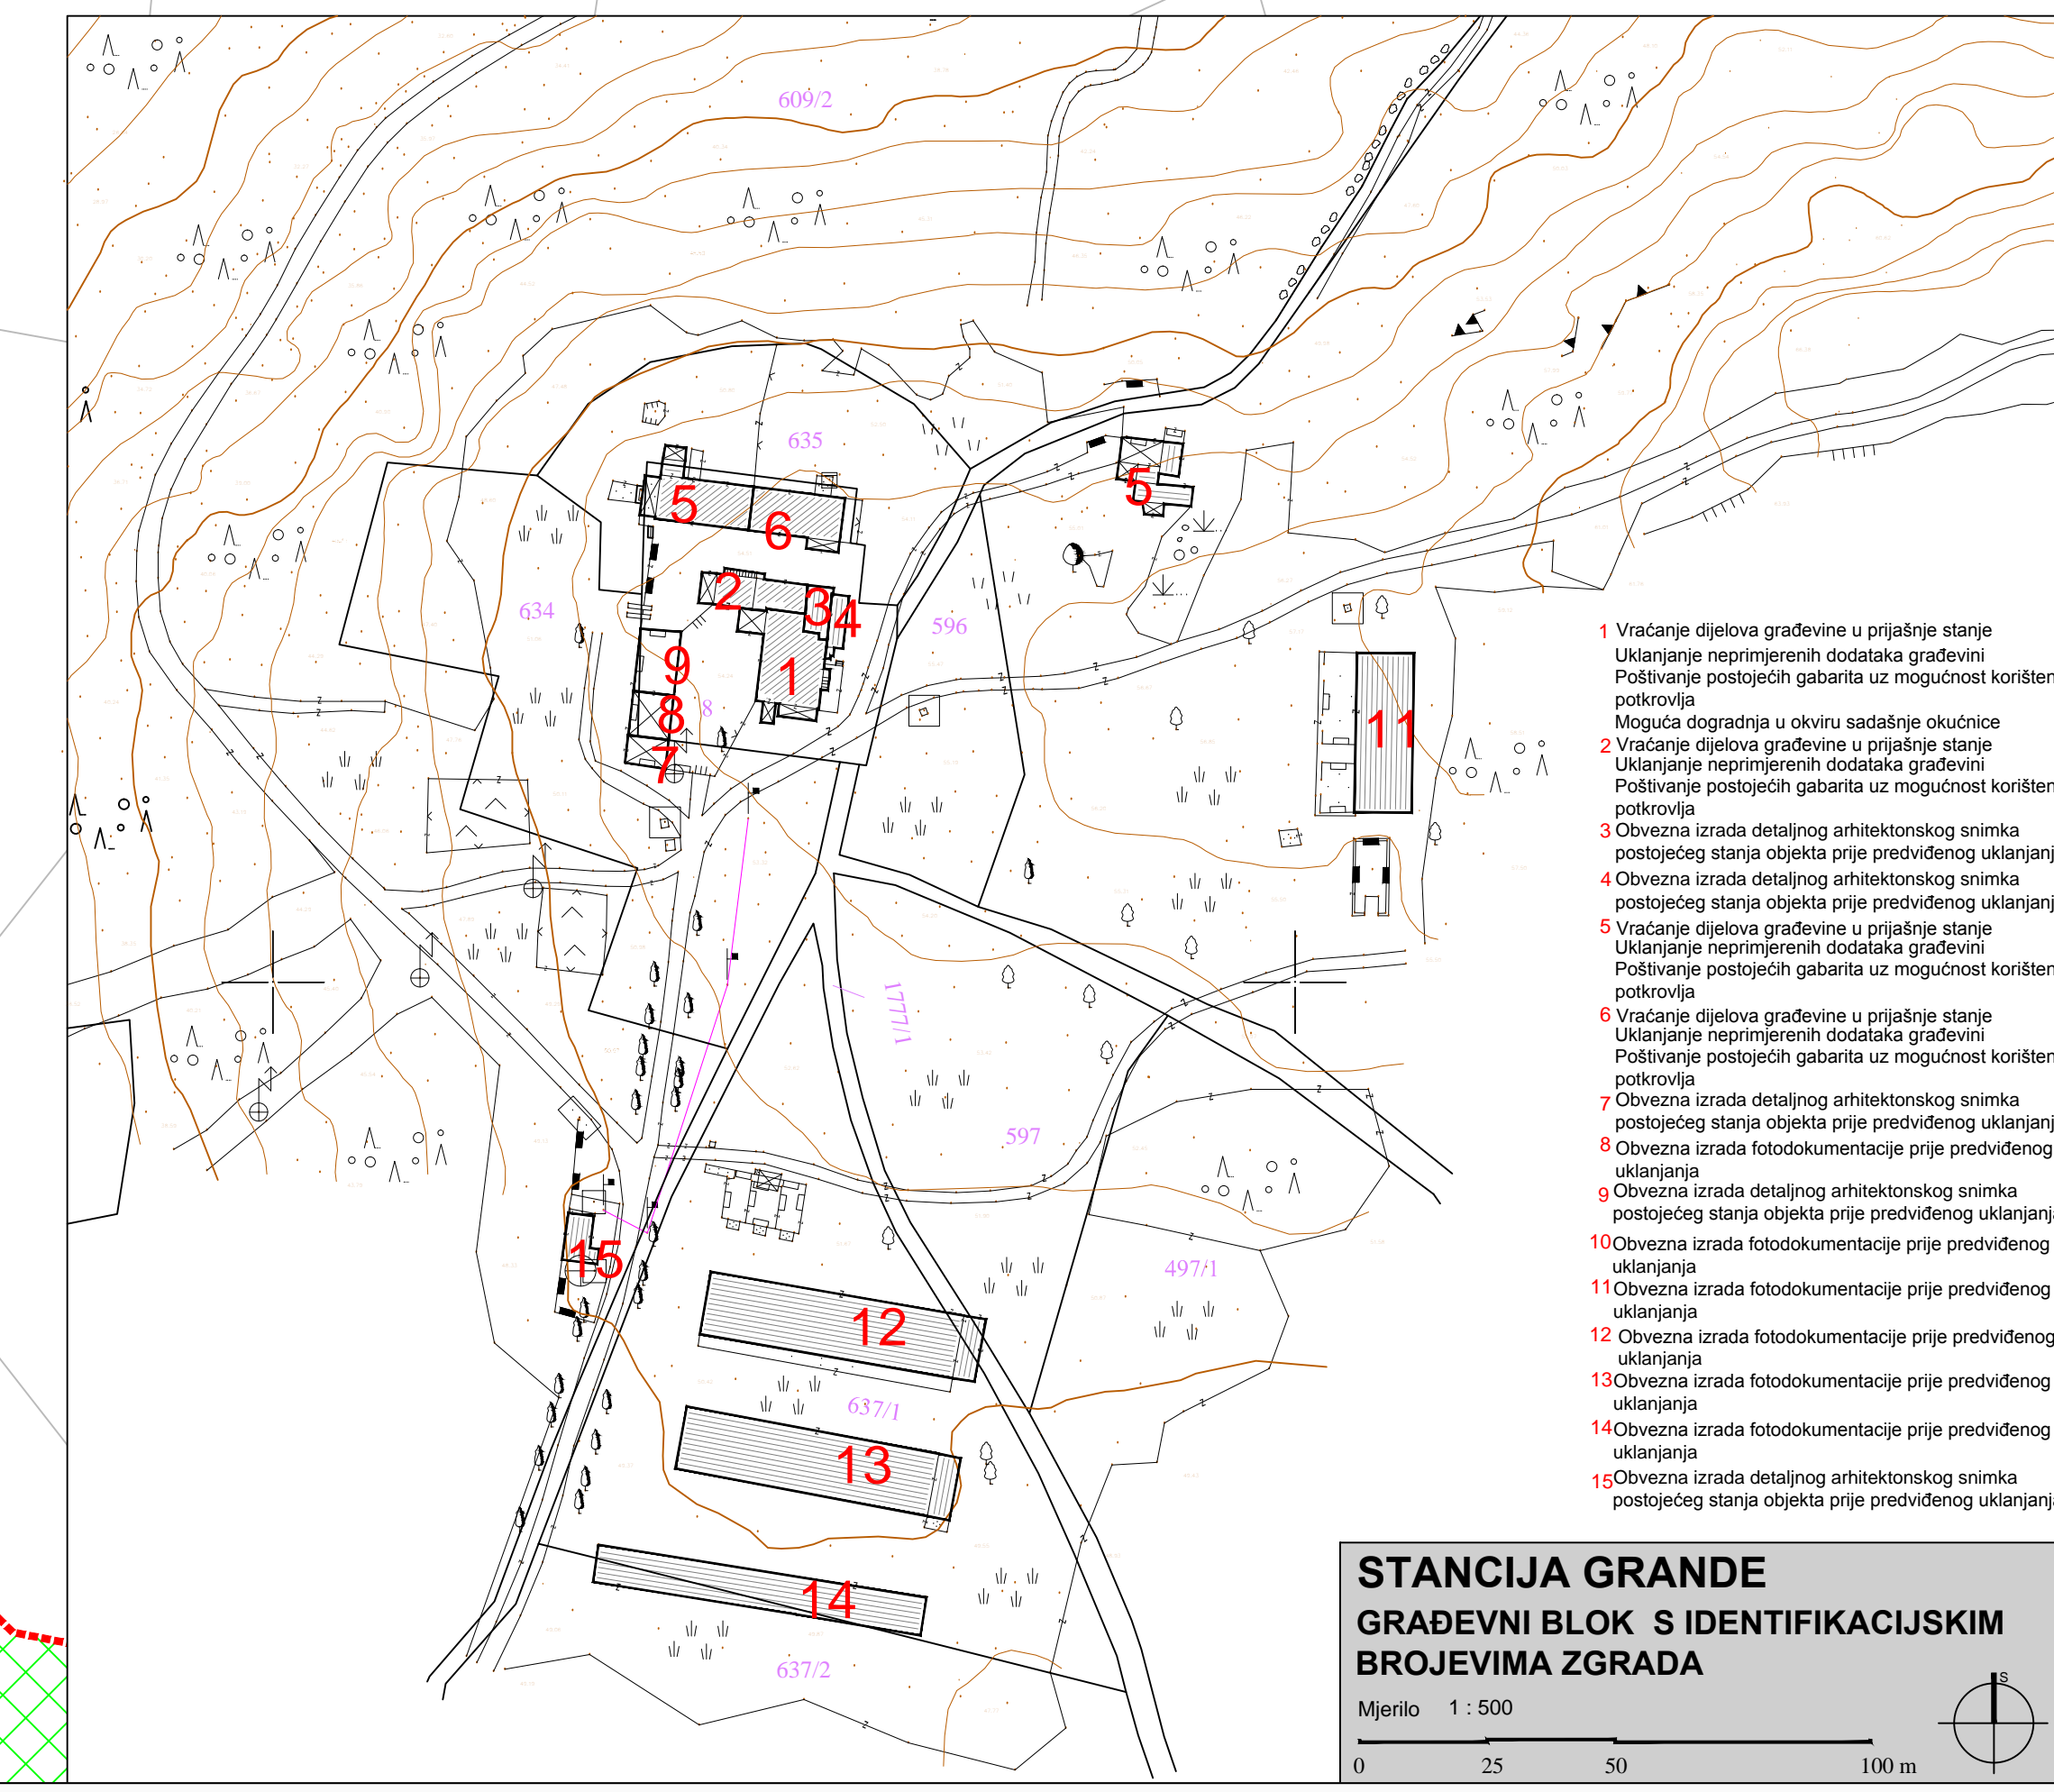 609/2
635
5
6
5
2
3
4
634
596
9
1
8
8
7
11
1777/1
597
15
497/1
12
637/1
13
14
637/2
1 Vraćanje dijelova građevine u prijašnje stanje
Uklanjanje neprimjerenih dodataka građevini
Poštivanje postojećih gabarita uz mogućnost korišten
potkrovlja
Moguća dogradnja u okviru sadašnje okućnice
2 Vraćanje dijelova građevine u prijašnje stanje
Uklanjanje neprimjerenih dodataka građevini
Poštivanje postojećih gabarita uz mogućnost korišten
potkrovlja
3 Obvezna izrada detaljnog arhitektonskog snimka
postojećeg stanja objekta prije predviđenog uklanjanj
4 Obvezna izrada detaljnog arhitektonskog snimka
postojećeg stanja objekta prije predviđenog uklanjanj
5 Vraćanje dijelova građevine u prijašnje stanje
Uklanjanje neprimjerenih dodataka građevini
Poštivanje postojećih gabarita uz mogućnost korišten
potkrovlja
6 Vraćanje dijelova građevine u prijašnje stanje
Uklanjanje neprimjerenih dodataka građevini
Poštivanje postojećih gabarita uz mogućnost korišten
potkrovlja
7 Obvezna izrada detaljnog arhitektonskog snimka
postojećeg stanja objekta prije predviđenog uklanjanj
8 Obvezna izrada fotodokumentacije prije predviđenog
uklanjanja
9 Obvezna izrada detaljnog arhitektonskog snimka
postojećeg stanja objekta prije predviđenog uklanjanja
10 Obvezna izrada fotodokumentacije prije predviđenog
uklanjanja
11 Obvezna izrada fotodokumentacije prije predviđenog
uklanjanja
12 Obvezna izrada fotodokumentacije prije predviđenog
uklanjanja
13 Obvezna izrada fotodokumentacije prije predviđenog
uklanjanja
14 Obvezna izrada fotodokumentacije prije predviđenog
uklanjanja
15 Obvezna izrada detaljnog arhitektonskog snimka
postojećeg stanja objekta prije predviđenog uklanjanja
STANCIJA GRANDE
GRAĐEVNI BLOK S IDENTIFIKACIJSKIM
BROJEVIMA ZGRADA
Mjerilo 1 : 500
0 25 50 100 m
S